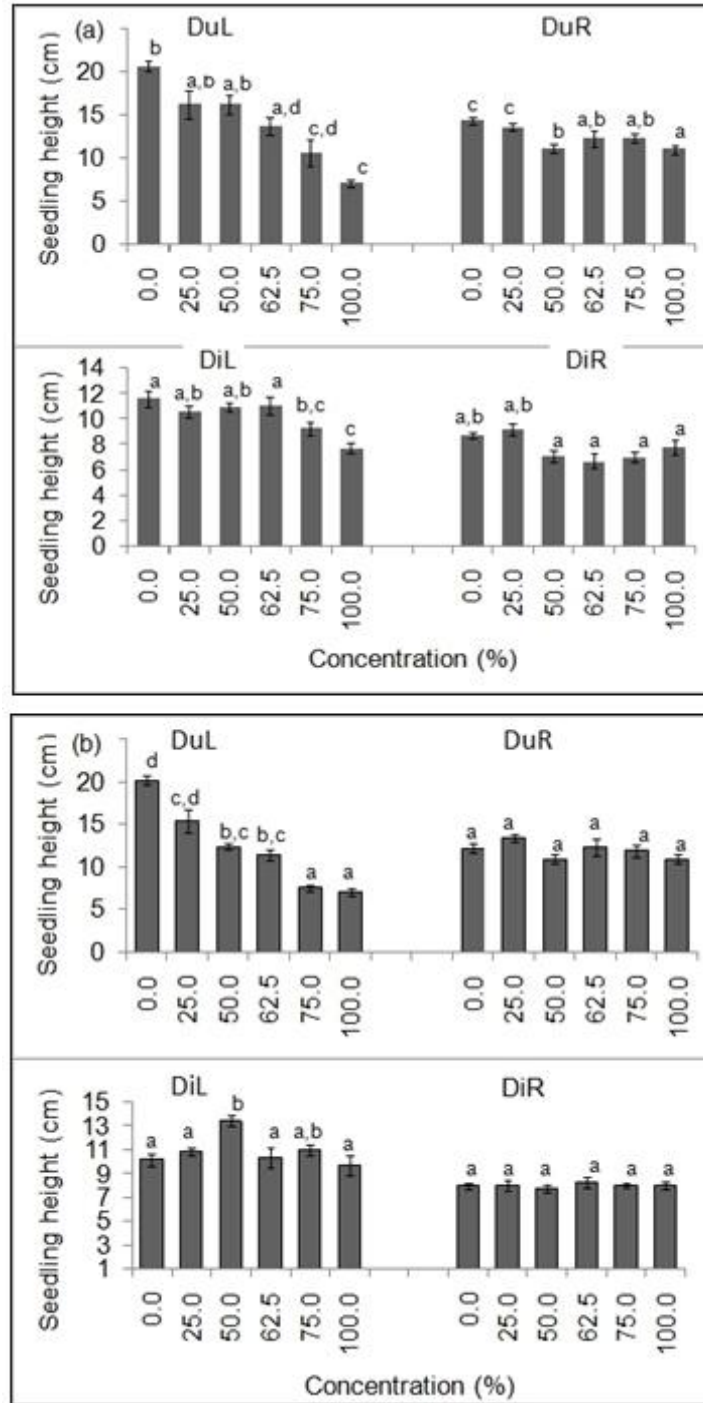 (a)
DuL
DuR
Seedling height (cm)
20
15
10
5
0
b
a,b
a,b
a,d
c,d
c
c
c
b
a,b
a,b
a
0.0
25.0
50.0
62.5
75.0
100.0
0.0
25.0
50.0
62.5
75.0
100.0
DiL
DiR
Seedling height (cm)
14
12
10
8
6
4
2
0
a
a,b
a,b
a
b,c
c
a,b
a,b
a
a
a
a
0.0
25.0
50.0
62.5
75.0
100.0
0.0
25.0
50.0
62.5
75.0
100.0
Concentration (%)
(b)
DuL
DuR
Seedling height (cm)
20
15
10
5
0
d
c,d
b,c
b,c
a
a
a
a
a
a
a
a
0.0
25.0
50.0
62.5
75.0
100.0
0.0
25.0
50.0
62.5
75.0
100.0
DiL
DiR
Seedling height (cm)
15
13
11
9
7
5
3
1
a
a
b
a
a,b
a
a
a
a
a
a
a
0.0
25.0
50.0
62.5
75.0
100.0
0.0
25.0
50.0
62.5
75.0
100.0
Concentration (%)